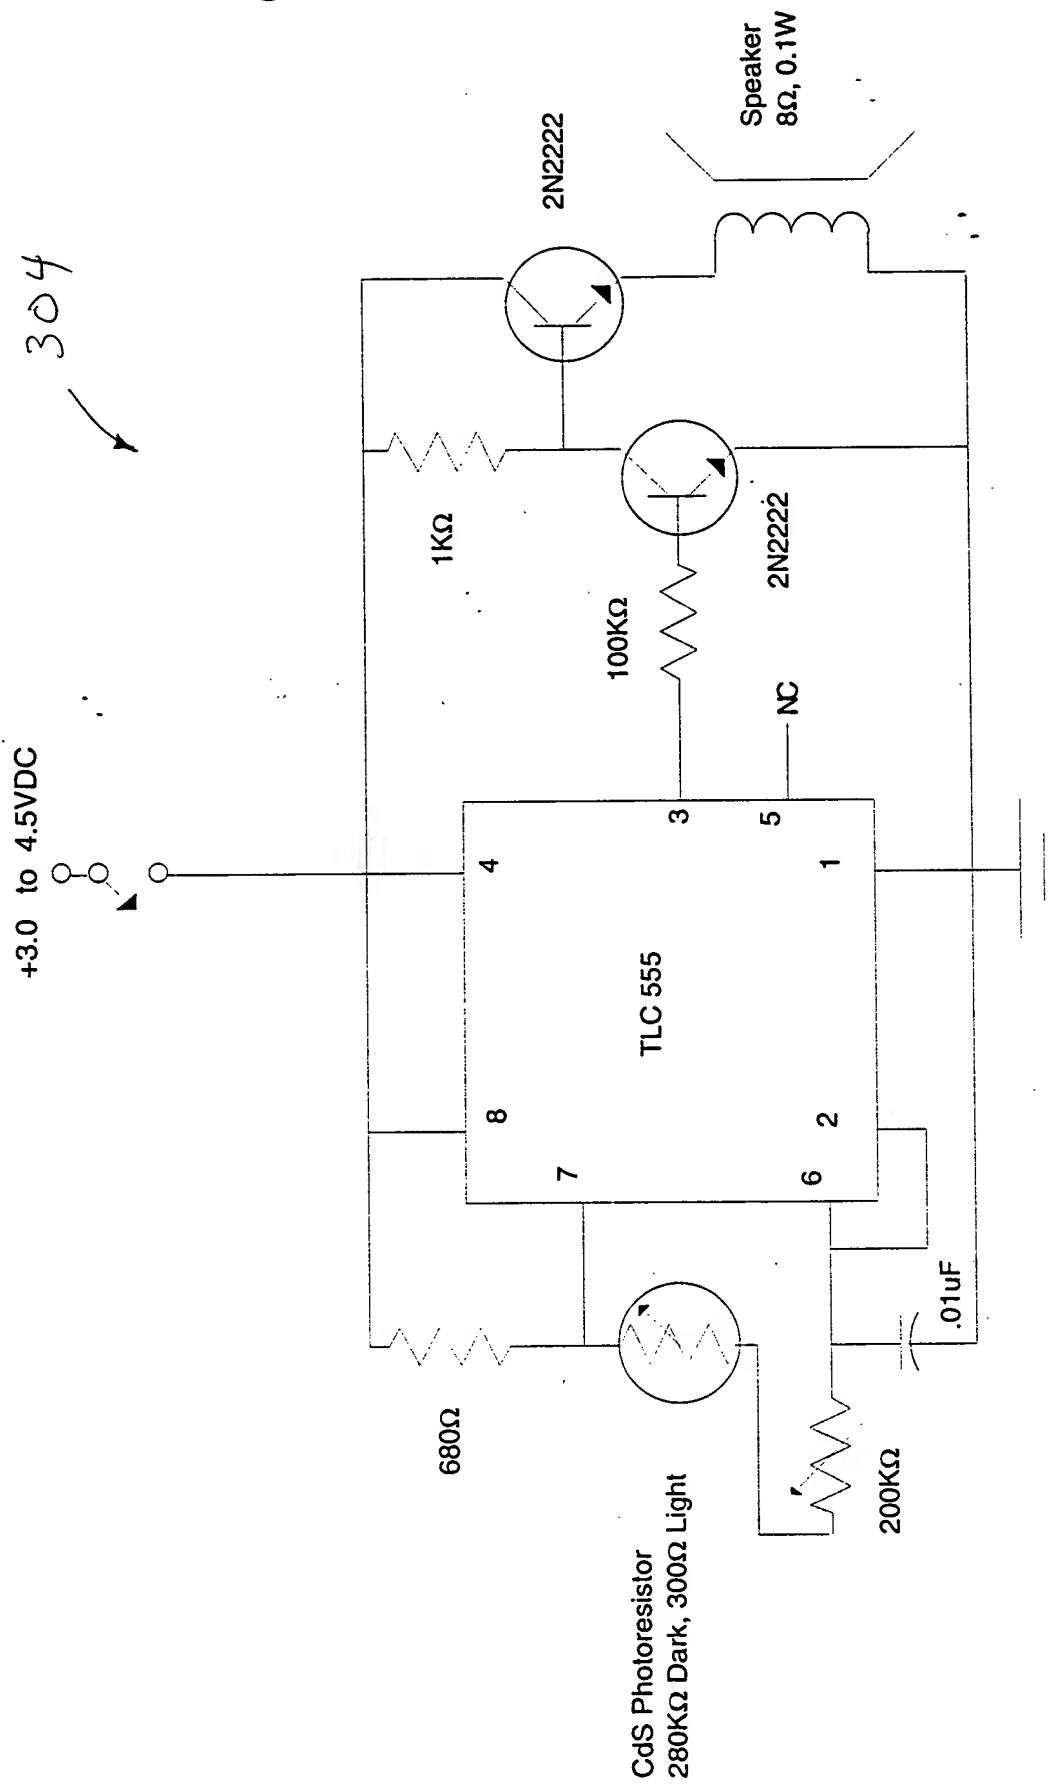 304
+3.0 to 4.5VDC
680Ω
1KΩ
2N2222
2N2222
100KΩ
Speaker
8Ω, 0.1W
CdS Photoresistor
280KΩ Dark, 300Ω Light
200KΩ
.01uF
TLC 555
8
4
7
3
6
2
1
5
NC